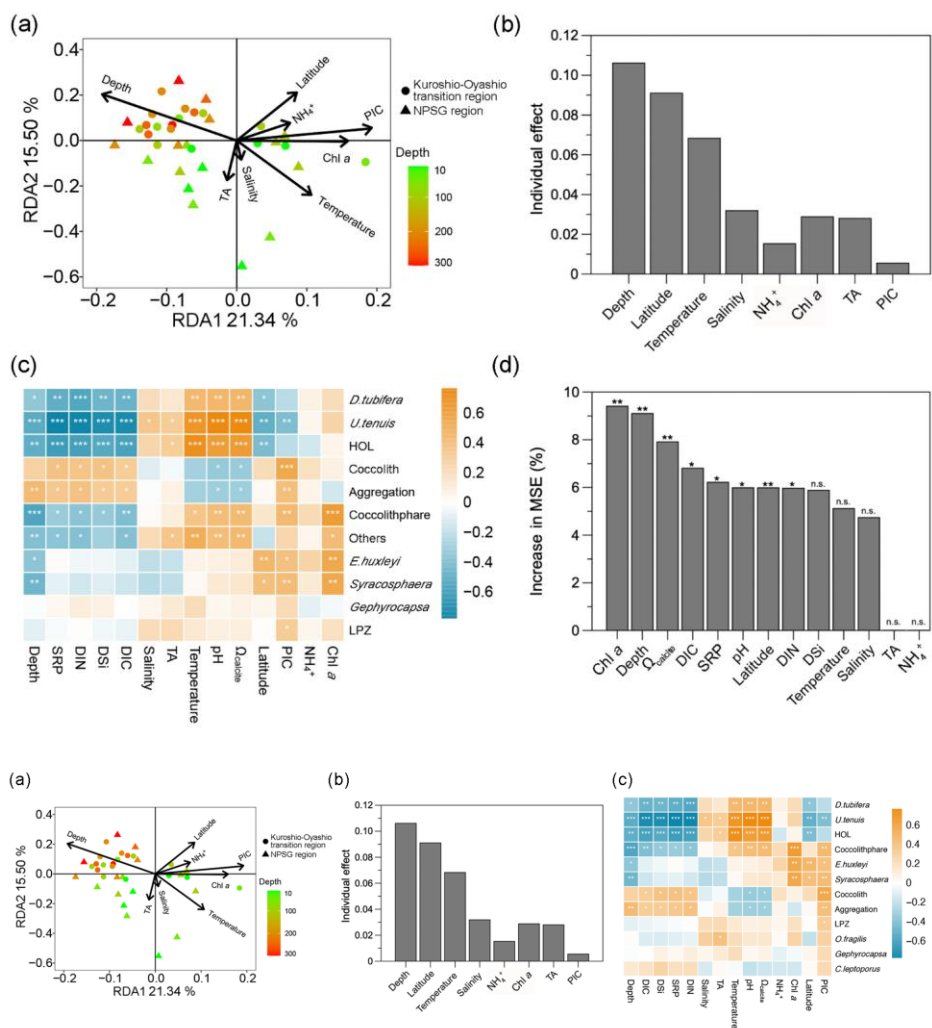 (a)
0.4
0.2
0.0
−0.2
−0.4
−0.6
RDA2 15.50 %
−0.2
−0.1
0.0
0.1
0.2
RDA1 21.34 %
Depth
Latitude
NH₄⁺
PIC
Chl a
Temperature
Salinity
TA
Kuroshio-Oyashio
transition region
NPSG region
Depth
10
100
200
300
(b)
Individual effect
0.12
0.10
0.08
0.06
0.04
0.02
0
Depth
Latitude
Temperature
Salinity
NH₄⁺
Chl a
TA
PIC
(c)
* *** *** ** ** ** ** ** *
D.tubifera
*** *** *** *** *** * * *** *** *** ** **
U.tenuis
** *** *** *** *** * *** *** *** **
HOL
* * * * * * ***
Coccolith
** * * * * * * **
Aggregation
*** * * * ** * ** ** ** ***
Coccolithphare
** * * * * ** ** ** *
Others
* ** * **
E.huxleyi
** * * **
Syracosphaera
Gephyrocapsa
*
LPZ
Depth
SRP
DIN
DSi
DIC
Salinity
TA
Temperature
pH
Ωcalcite
Latitude
PIC
NH₄⁺
Chl a
0.6
0.4
0.2
0
−0.2
−0.4
−0.6
(d)
Increase in MSE (%)
10
8
6
4
2
0
** ** ** * * * ** * n.s. n.s. n.s. n.s. n.s.
Chl a
Depth
Ωcalcite
DIC
SRP
pH
Latitude
DIN
DSi
Temperature
Salinity
TA
NH₄⁺
(a)
0.4
0.2
0.0
−0.2
−0.4
−0.6
RDA2 15.50 %
−0.2
−0.1
0.0
0.1
0.2
RDA1 21.34 %
Depth
Latitude
NH₄⁺
PIC
Chl a
Temperature
Salinity
TA
Kuroshio-Oyashio
transition region
NPSG region
Depth
10
100
200
300
(b)
Individual effect
0.12
0.10
0.08
0.06
0.04
0.02
0
Depth
Latitude
Temperature
Salinity
NH₄⁺
Chl a
TA
PIC
(c)
D.tubifera
U.tenuis
HOL
Coccolithphare
E.huxleyi
Syracosphaera
Coccolith
Aggregation
LPZ
O.fragilis
Gephyrocapsa
C.leptoporus
Depth
DIC
DSi
SRP
DIN
Salinity
TA
Temperature
pH
Ωcalcite
NH₄⁺
Chl a
Latitude
PIC
0.6
0.4
0.2
0
−0.2
−0.4
−0.6